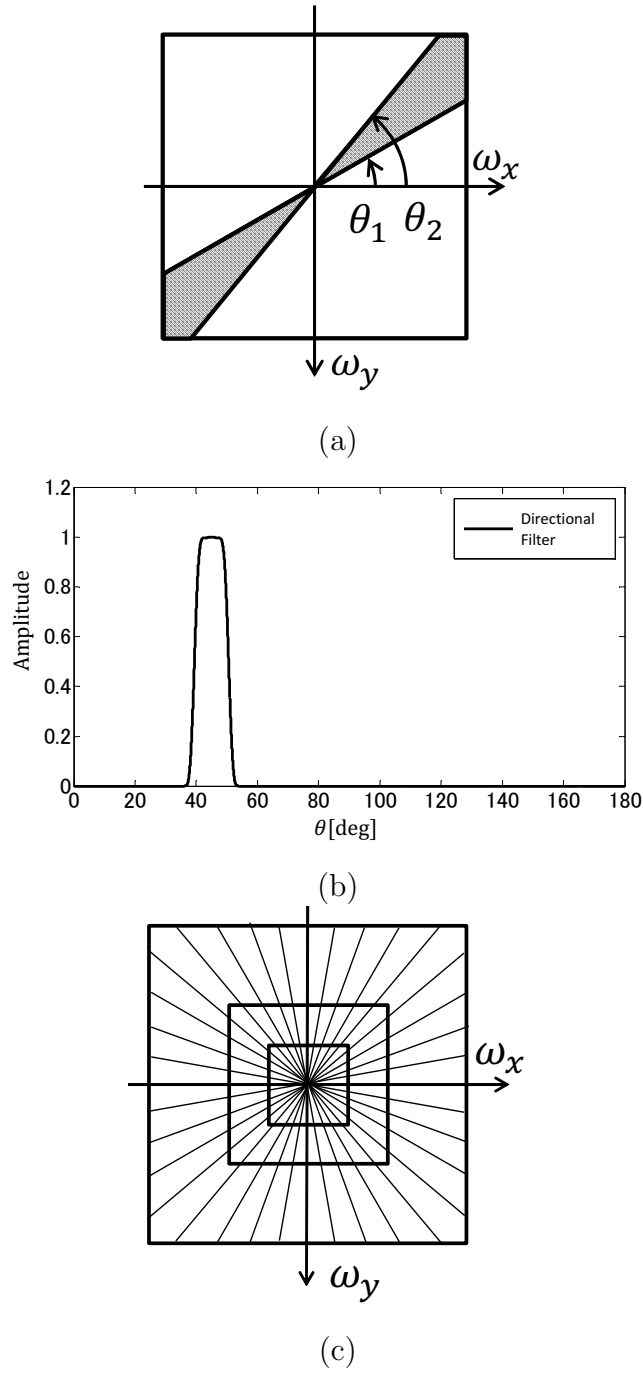 ω_x
θ_1 θ_2
ω_y
(a)
1.2
1
0.8
0.6
0.4
0.2
0
Amplitude
Directional
Filter
0 20 40 60 80 100 120 140 160 180
θ[deg]
(b)
ω_x
ω_y
(c)